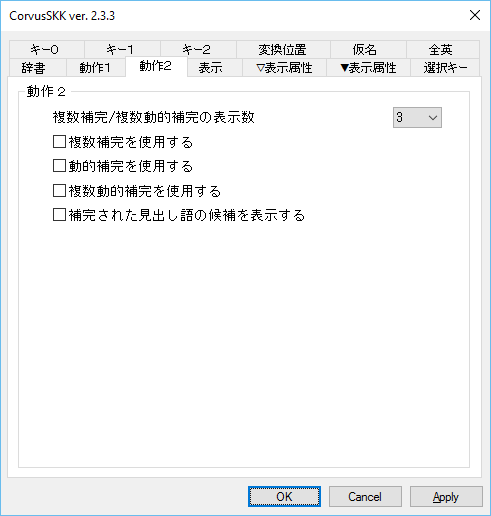 CorvusSKK ver. 2.3.3
キー0 キー1 キー2 変換位置 仮名 全英
辞書 動作1 動作2 表示 ▽表示属性 ▼表示属性 選択キー
動作２
複数補完/複数動的補完の表示数 3
複数補完を使用する
動的補完を使用する
複数動的補完を使用する
補完された見出し語の候補を表示する
OK Cancel Apply